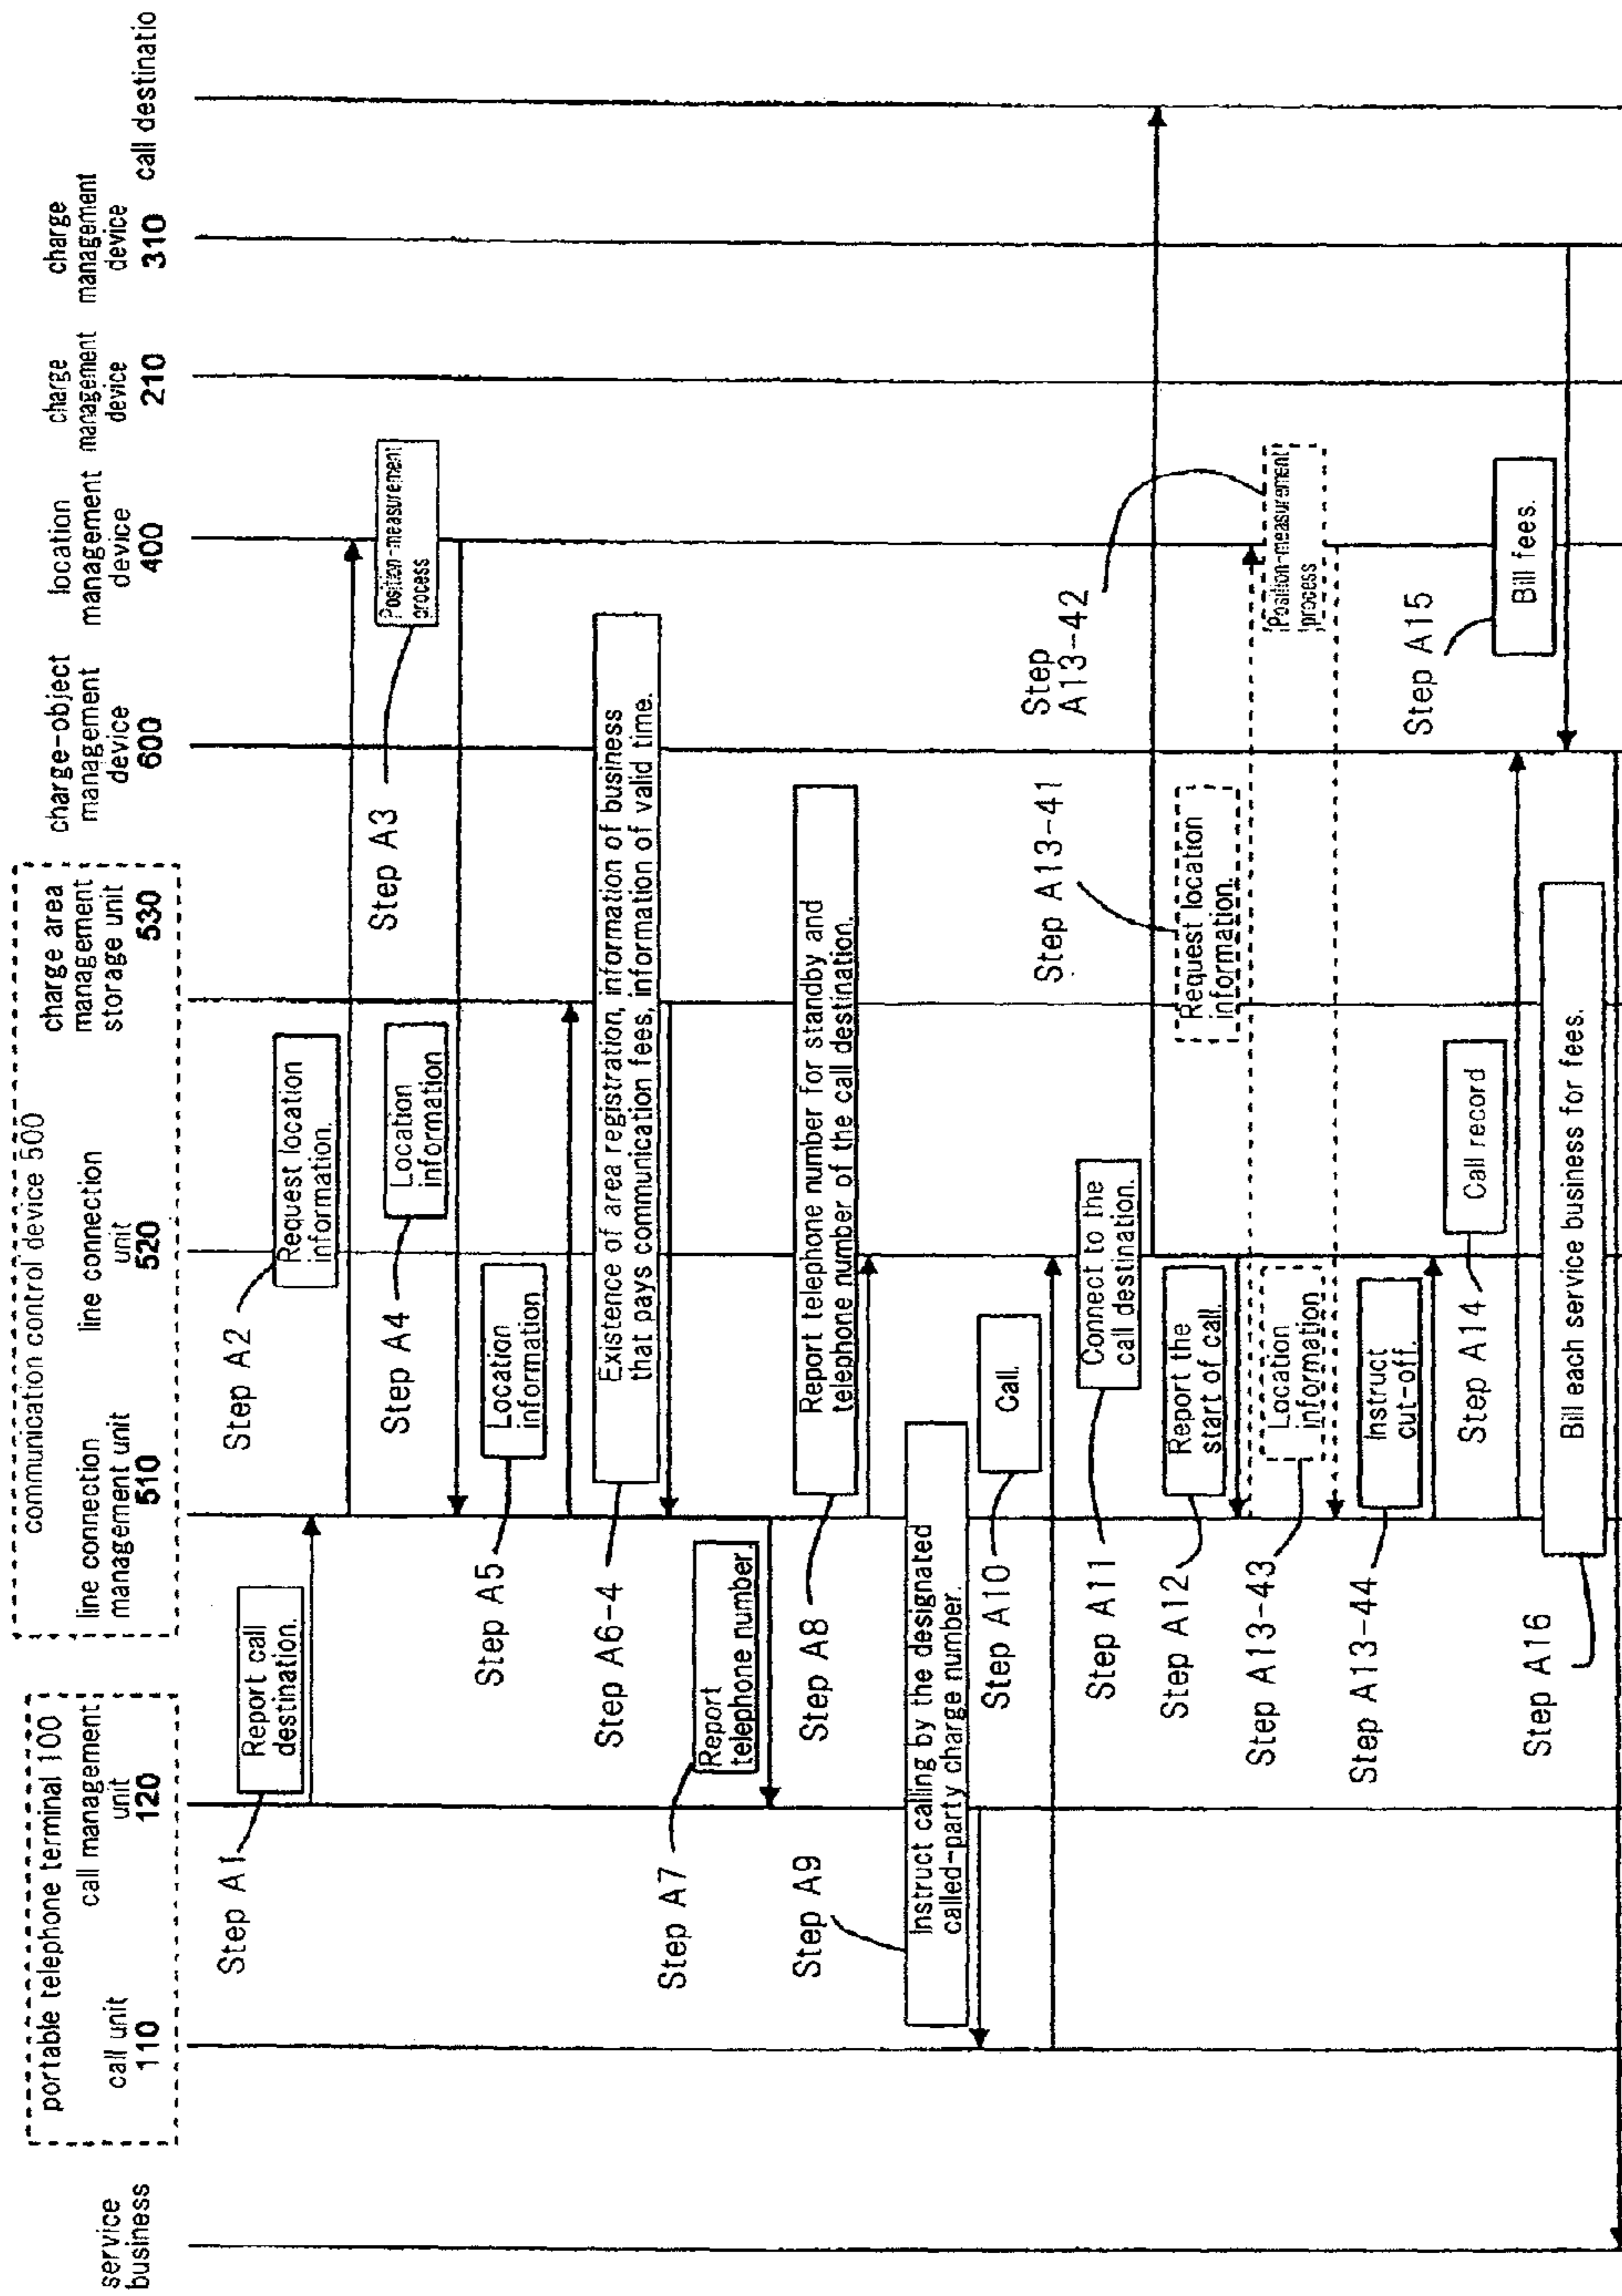 service
business
portable telephone terminal 100
call unit
110
call management
unit
120
communication control device 500
line connection
management unit
510
line connection
unit
520
charge area
management
storage unit
530
charge-object
management
device
600
location
management
device
400
charge
management
device
210
charge
management
device
310
call destinatio
Step A1
Report call
destination.
Step A2
Request location
information.
Step A3
Position-measurement
process
Step A4
Location
information
Step A5
Location
information
Step A6-4
Existence of area registration, information of business
that pays communication fees, information of valid time.
Step A7
Report
telephone number.
Step A8
Report telephone number for standby and
telephone number of the call destination.
Step A9
Instruct calling by the designated
called-party charge number.
Step A10
Call.
Step A11
Connect to the
call destination.
Step A12
Report the
start of call.
Step A13-41
Request location
information.
Step
A13-42
Position-measurement
process
Step A13-43
Location
information
Step A13-44
Instruct
cut-off.
Step A14
Call record
Step A15
Bill fees.
Step A16
Bill each service business for fees.